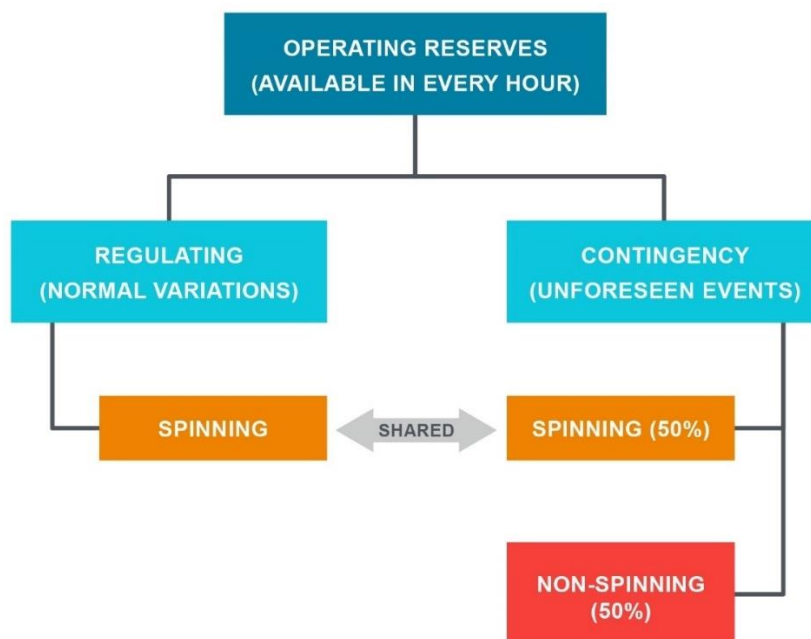 OPERATING RESERVES
(AVAILABLE IN EVERY HOUR)
REGULATING
(NORMAL VARIATIONS)
CONTINGENCY
(UNFORESEEN EVENTS)
SPINNING
SHARED
SPINNING (50%)
NON-SPINNING
(50%)